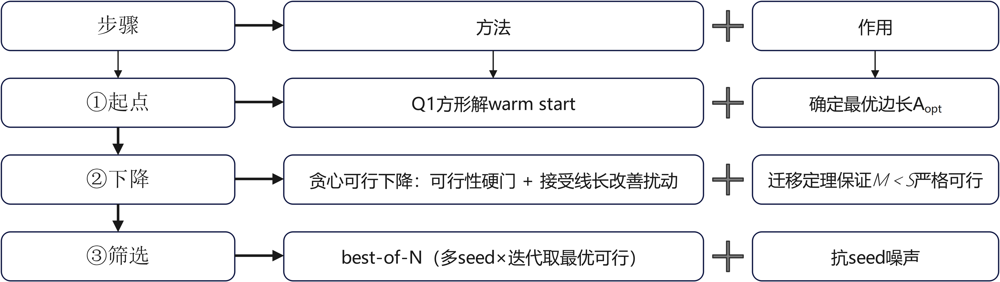 步骤
方法
作用
①起点
Q1方形解warm start
确定最优边长Aopt
②下降
贪心可行下降：可行性硬门 + 接受线长改善扰动
迁移定理保证M < S严格可行
③筛选
best-of-N（多seed×迭代取最优可行）
抗seed噪声